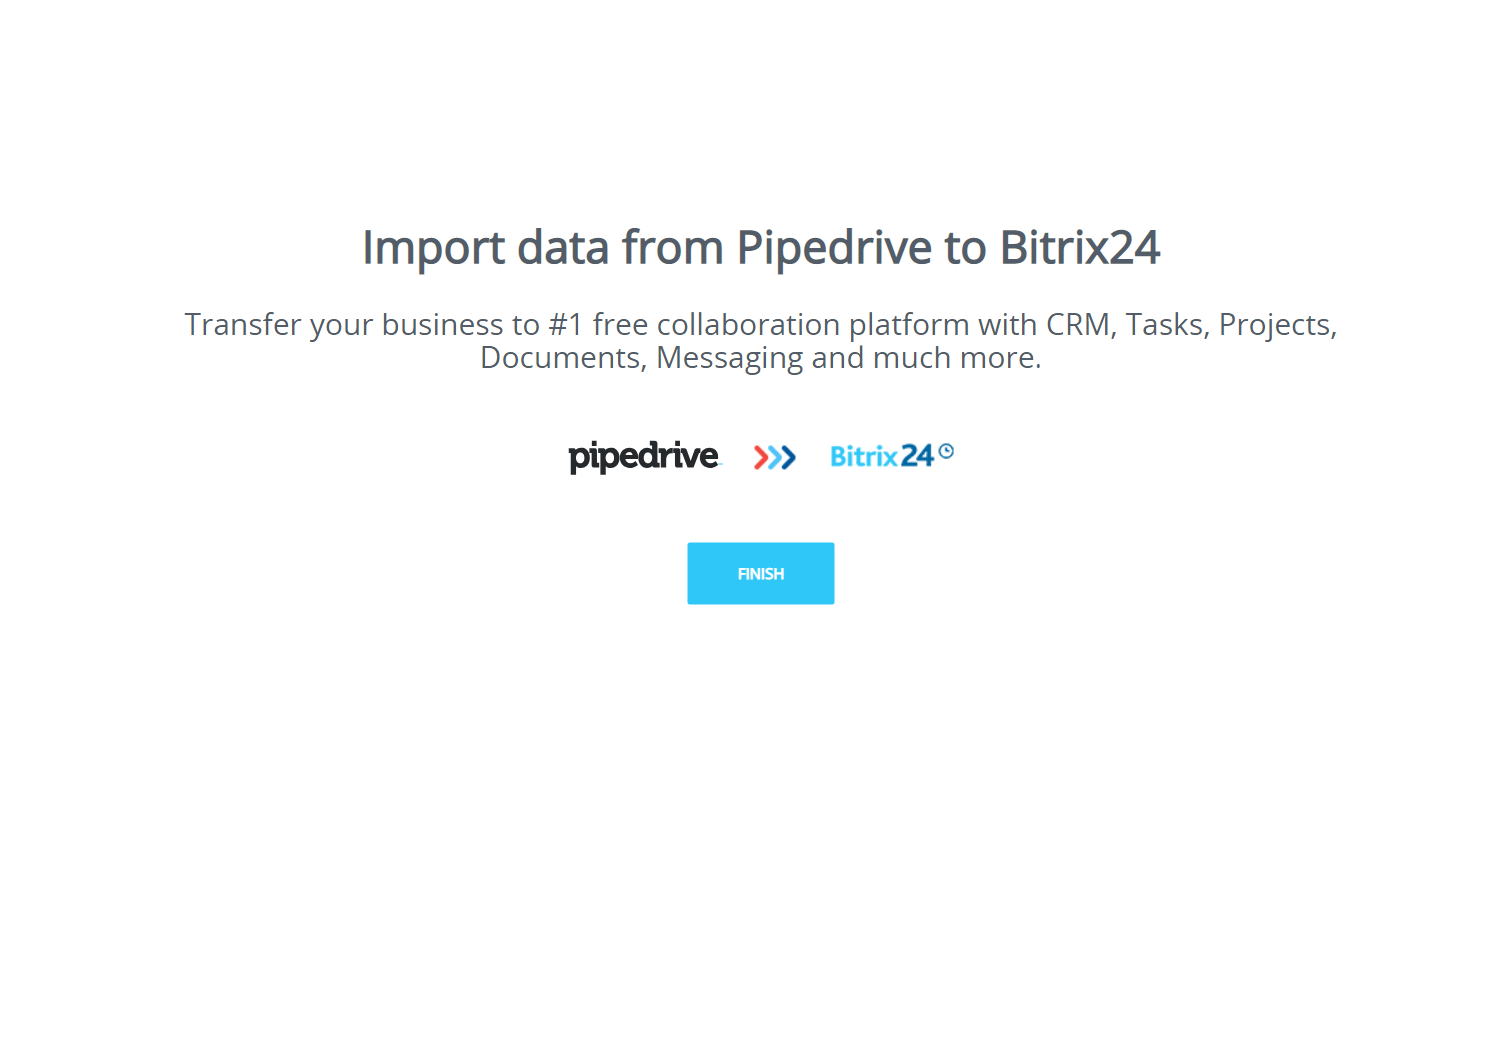 Import data from Pipedrive to Bitrix24
Transfer your business to #1 free collaboration platform with CRM, Tasks, Projects,
Documents, Messaging and much more.
pipedrive Bitrix24
FINISH